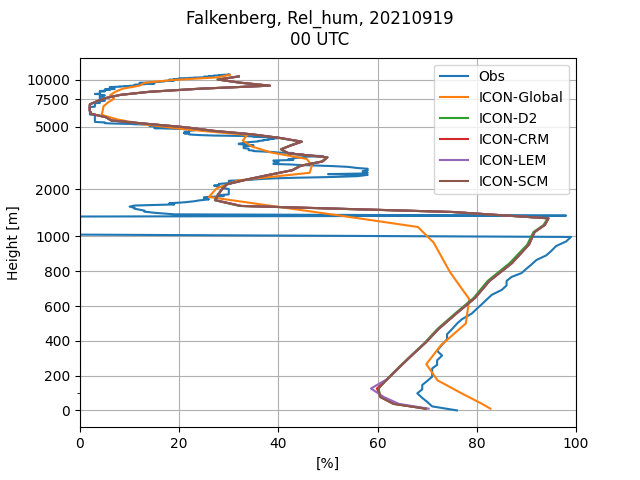 Falkenberg, Rel_hum, 20210919
00 UTC
Obs
ICON-Global
ICON-D2
ICON-CRM
ICON-LEM
ICON-SCM
10000
7500
5000
2000
1000
800
600
400
200
0
Height [m]
0 20 40 60 80 100
[%]